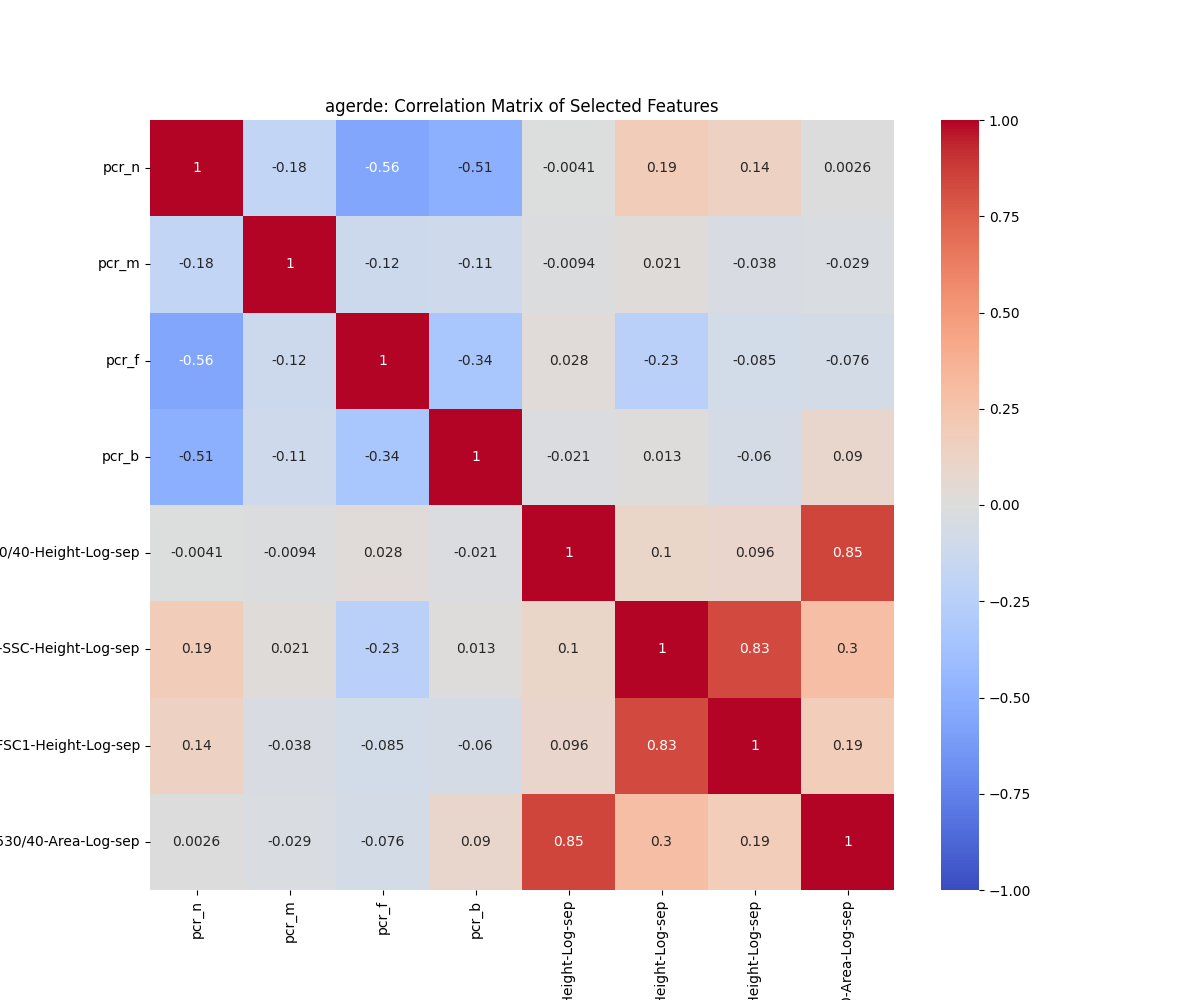 agerde: Correlation Matrix of Selected Features
pcr_n 1 -0.18 -0.56 -0.51 -0.0041 0.19 0.14 0.0026
pcr_m -0.18 1 -0.12 -0.11 -0.0094 0.021 -0.038 -0.029
pcr_f -0.56 -0.12 1 -0.34 0.028 -0.23 -0.085 -0.076
pcr_b -0.51 -0.11 -0.34 1 -0.021 0.013 -0.06 0.09
0/40-Height-Log-sep -0.0041 -0.0094 0.028 -0.021 1 0.1 0.096 0.85
-SSC-Height-Log-sep 0.19 0.021 -0.23 0.013 0.1 1 0.83 0.3
FSC1-Height-Log-sep 0.14 -0.038 -0.085 -0.06 0.096 0.83 1 0.19
530/40-Area-Log-sep 0.0026 -0.029 -0.076 0.09 0.85 0.3 0.19 1
pcr_n
pcr_m
pcr_f
pcr_b
Height-Log-sep
Height-Log-sep
Height-Log-sep
0-Area-Log-sep
1.00
0.75
0.50
0.25
0.00
−0.25
−0.50
−0.75
−1.00